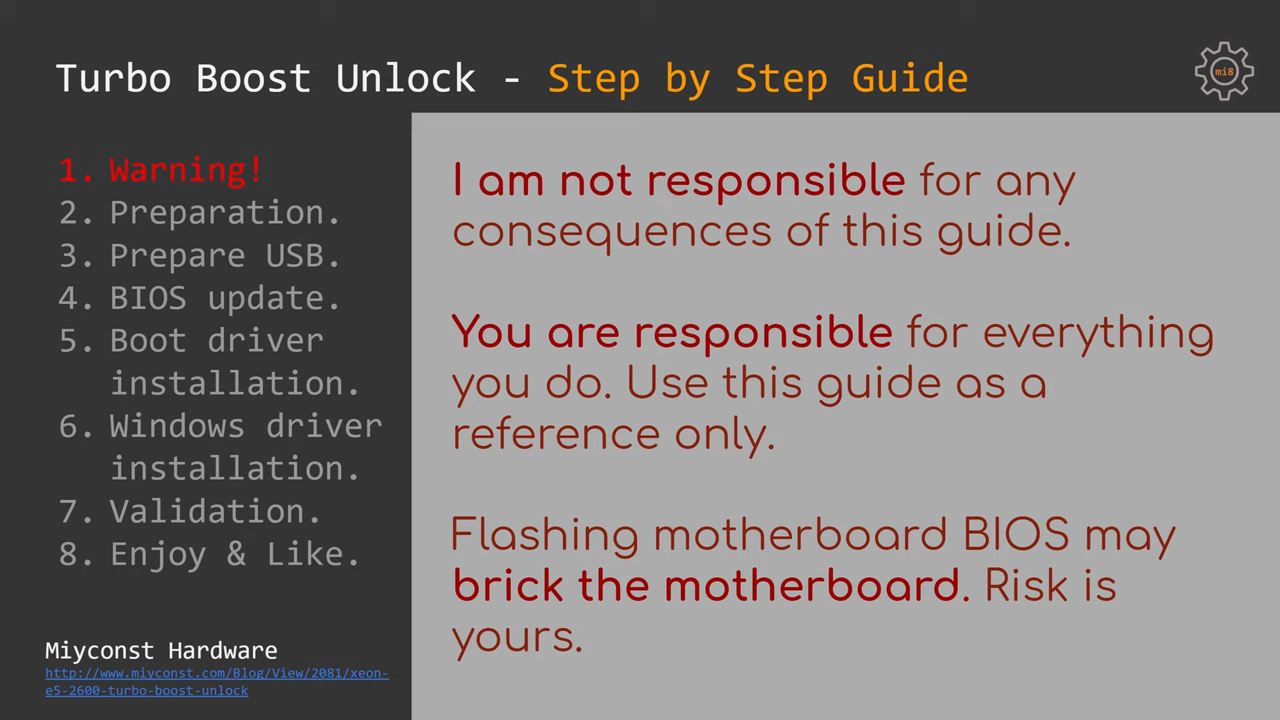 Turbo Boost Unlock - Step by Step Guide
mi8
1. Warning!
2. Preparation.
3. Prepare USB.
4. BIOS update.
5. Boot driver
installation.
6. Windows driver
installation.
7. Validation.
8. Enjoy & Like.
Miyconst Hardware
http://www.miyconst.com/Blog/View/2081/xeon-
e5-2600-turbo-boost-unlock
I am not responsible for any
consequences of this guide.
You are responsible for everything
you do. Use this guide as a
reference only.
Flashing motherboard BIOS may
brick the motherboard. Risk is
yours.